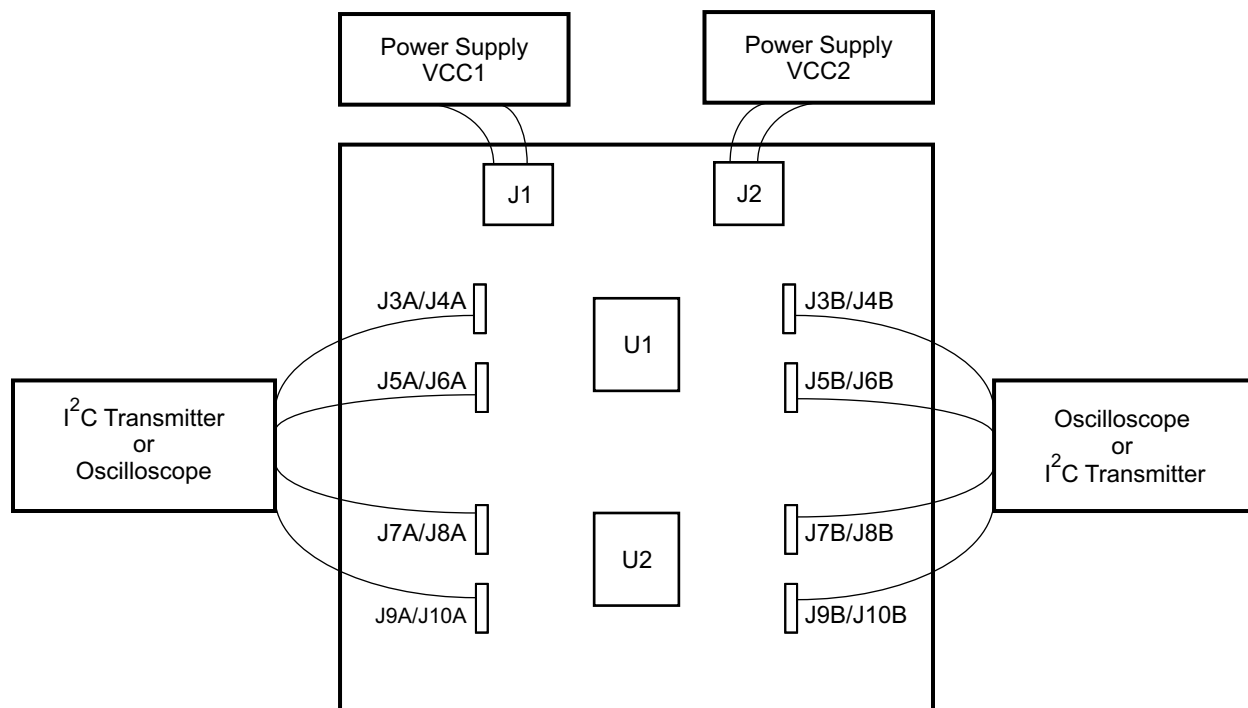 Power Supply
VCC1
Power Supply
VCC2
J1
J2
J3A/J4A
J3B/J4B
U1
J5A/J6A
J5B/J6B
I²C Transmitter
or
Oscilloscope
Oscilloscope
or
I²C Transmitter
J7A/J8A
J7B/J8B
U2
J9A/J10A
J9B/J10B